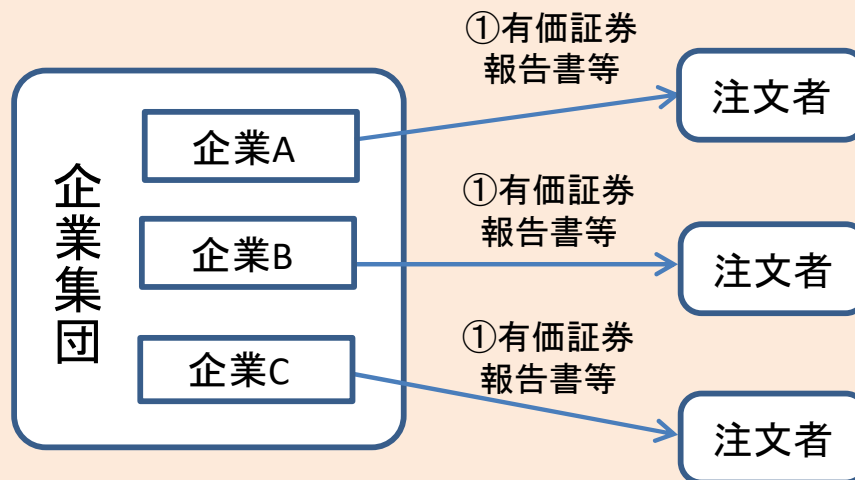 企業集団
企業A
企業B
企業C
①有価証券
報告書等
注文者
①有価証券
報告書等
注文者
①有価証券
報告書等
注文者